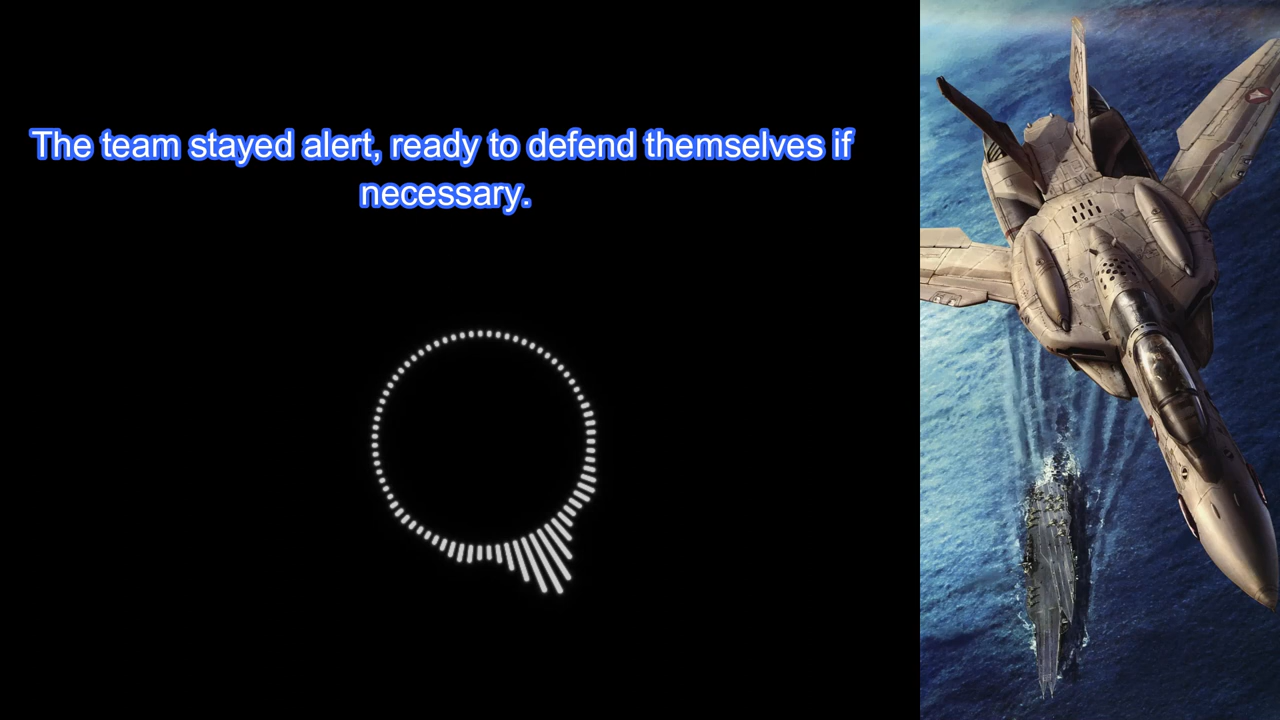 The team stayed alert, ready to defend themselves if
necessary.